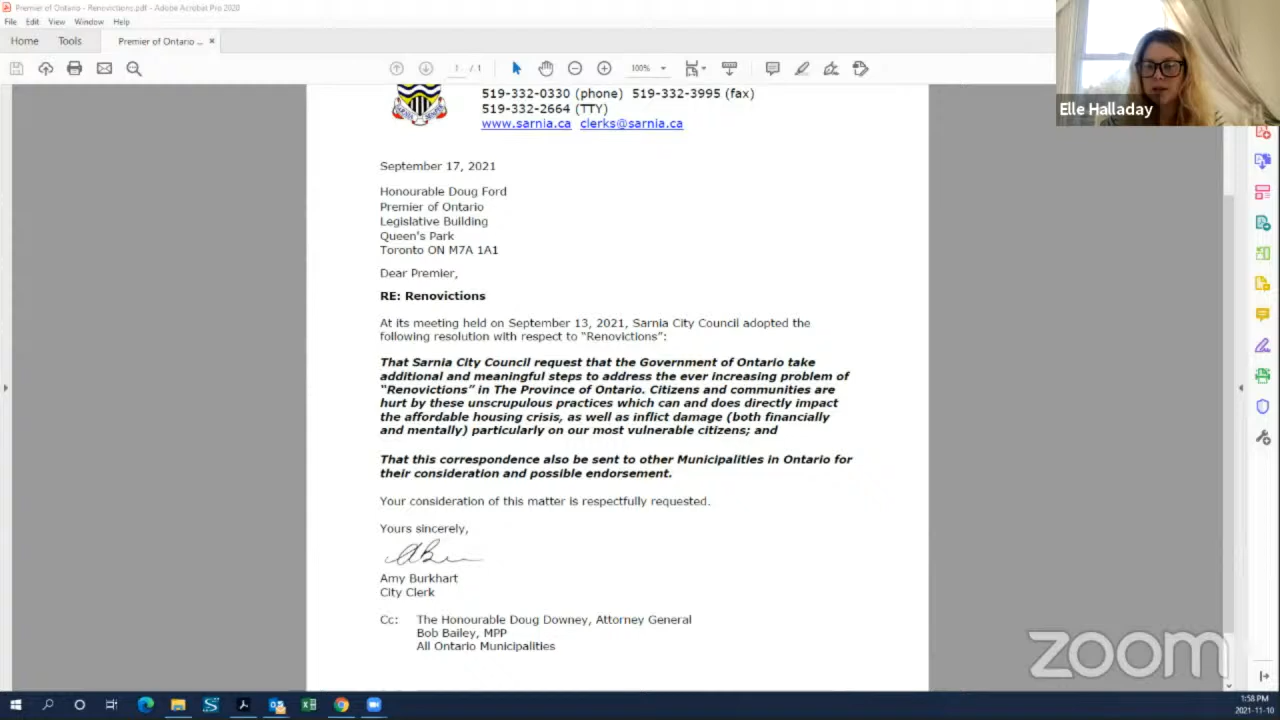 Premier of Ontario - Renovictions.pdf - Adobe Acrobat Pro 2020
File Edit View Window Help
Home Tools Premier of Ontario ... ×
1 / 1 100%
519-332-0330 (phone) 519-332-3995 (fax)
519-332-2664 (TTY)
www.sarnia.ca clerks@sarnia.ca
Elle Halladay
September 17, 2021
Honourable Doug Ford
Premier of Ontario
Legislative Building
Queen's Park
Toronto ON M7A 1A1
Dear Premier,
RE: Renovictions
At its meeting held on September 13, 2021, Sarnia City Council adopted the
following resolution with respect to “Renovictions”:
That Sarnia City Council request that the Government of Ontario take
additional and meaningful steps to address the ever increasing problem of
“Renovictions” in The Province of Ontario. Citizens and communities are
hurt by these unscrupulous practices which can and does directly impact
the affordable housing crisis, as well as inflict damage (both financially
and mentally) particularly on our most vulnerable citizens; and
That this correspondence also be sent to other Municipalities in Ontario for
their consideration and possible endorsement.
Your consideration of this matter is respectfully requested.
Yours sincerely,
Amy Burkhart
City Clerk
Cc: The Honourable Doug Downey, Attorney General
Bob Bailey, MPP
All Ontario Municipalities
zoom
1:58 PM
2021-11-10